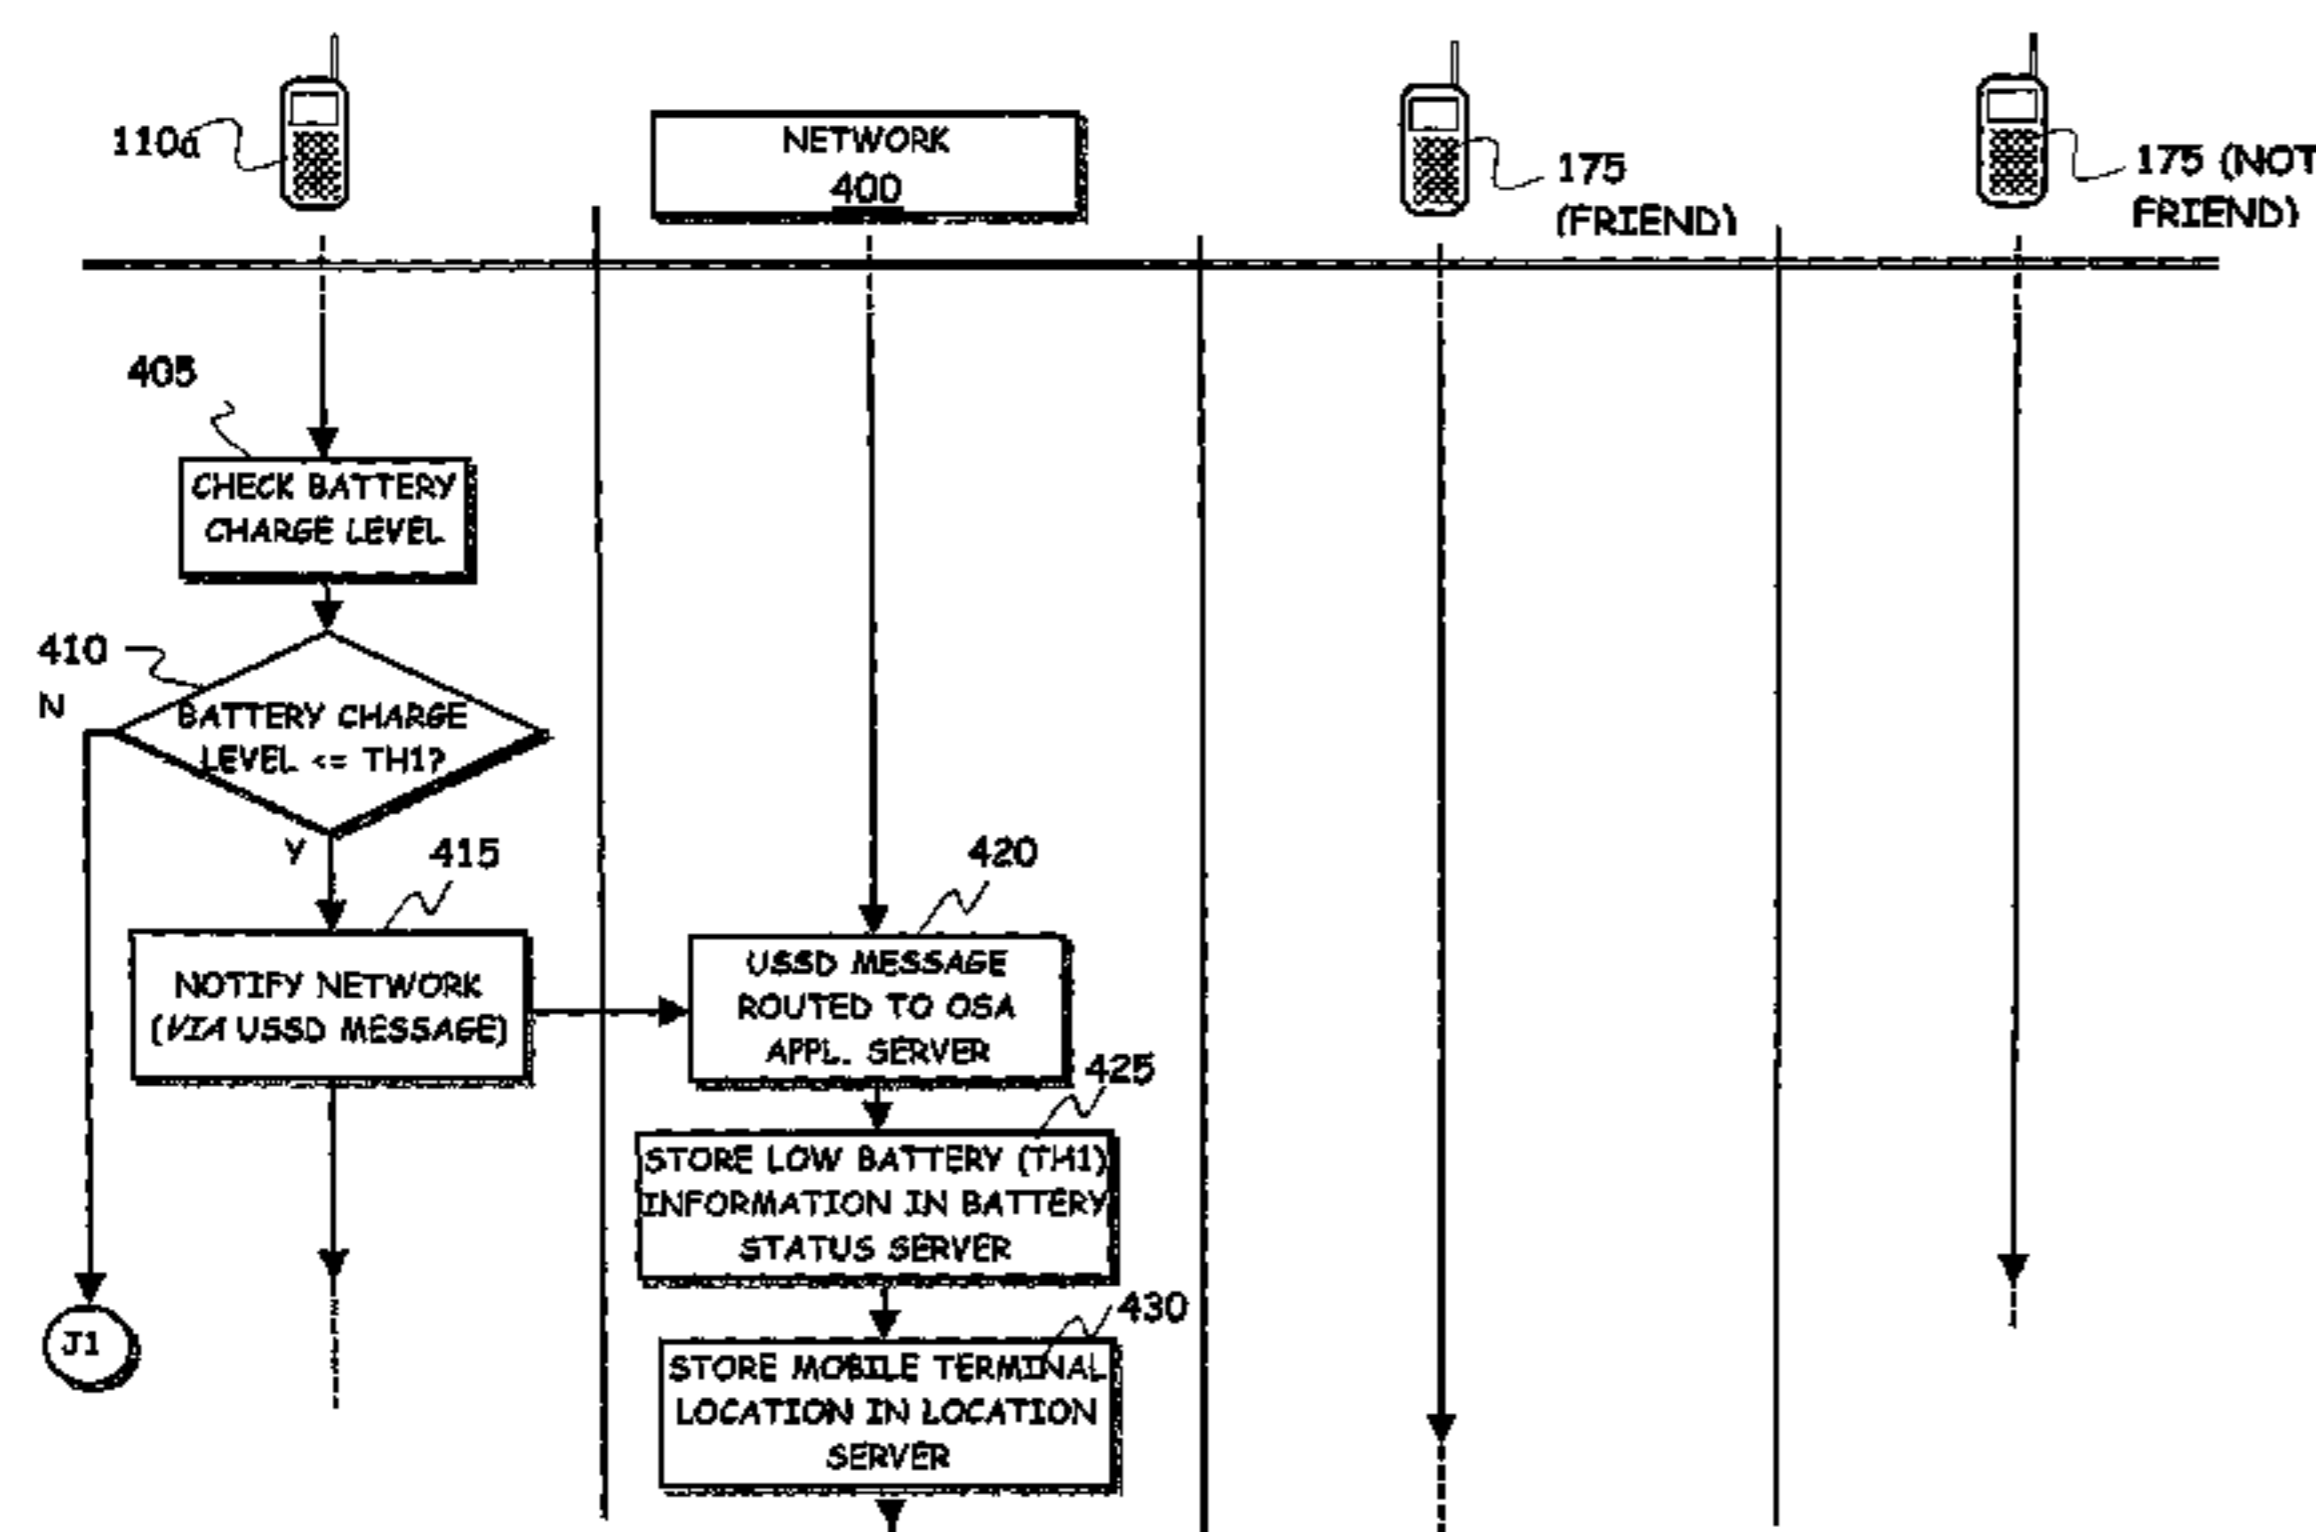 110a
NETWORK
400
175
(FRIEND)
175 (NOT
FRIEND)
405
CHECK BATTERY
CHARGE LEVEL
410
N
BATTERY CHARGE
LEVEL <= TH1?
Y
415
420
NOTIFY NETWORK
(VIA USSD MESSAGE)
USSD MESSAGE
ROUTED TO OSA
APPL. SERVER
425
STORE LOW BATTERY (TH1)
INFORMATION IN BATTERY
STATUS SERVER
430
J1
STORE MOBILE TERMINAL
LOCATION IN LOCATION
SERVER